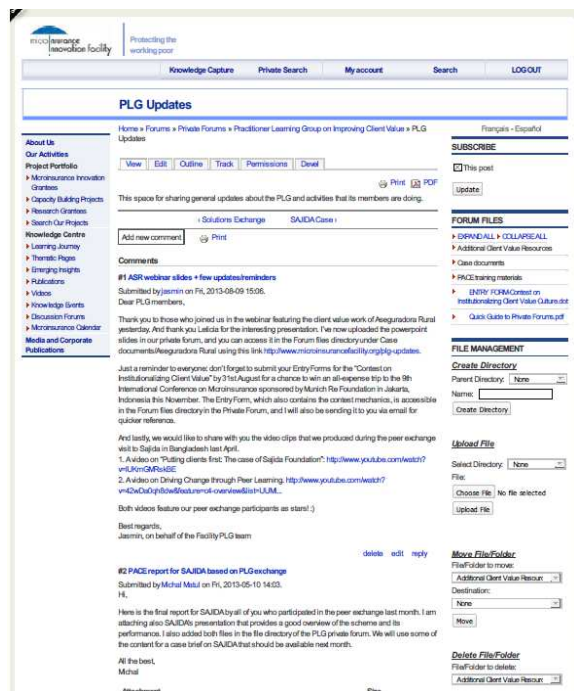 microinsurance
innovation facility
Protecting the
working poor
Knowledge Capture Private Search My account Search LOGOUT
PLG Updates
Home » Forums » Private Forums » Practitioner Learning Group on Improving Client Value » PLG
Updates
About Us
Our Activities
Project Portfolio
Microinsurance Innovation
Grantees
Capacity Building Projects
Research Grantees
Search Our Projects
Knowledge Centre
Learning Journey
Thematic Pages
Emerging Insights
Publications
Videos
Knowledge Events
Discussion Forums
Microinsurance Calendar
Media and Corporate
Publications
View Edit Outline Track Permissions Devel
Print PDF
This space for sharing general updates about the PLG and activities that its members are doing.
‹ Solutions Exchange SAJIDA Case ›
Add new comment Print
Comments
#1 ASR webinar slides + few updates/reminders
Submitted by jasmin on Fri, 2013-08-09 15:06.
Dear PLG members,
Thank you to those who joined us in the webinar featuring the client value work of Aseguradora Rural
yesterday. And thank you Leticia for the interesting presentation. I've now uploaded the powerpoint
slides in our private forum, and you can access it in the Forum files directory under Case
documents/Aseguradora Rural using this link http://www.microinsurancefacility.org/plg-updates.
Just a reminder to everyone: don't forget to submit your Entry Forms for the "Contest on
Institutionalizing Client Value" by 31st August for a chance to win an all-expense trip to the 9th
International Conference on Microinsurance sponsored by Munich Re Foundation in Jakarta,
Indonesia this November. The Entry Form, which also contains the contest mechanics, is accessible
in the Forum files directory in the Private Forum, and I will also be sending it to you via email for
quicker reference.
And lastly, we would like to share with you the video clips that we produced during the peer exchange
visit to Sajida in Bangladesh last April.
1. A video on "Putting clients first: The case of Sajida Foundation": http://www.youtube.com/watch?
2. A video on Driving Change through Peer Learning. http://www.youtube.com/watch?
Both videos feature our peer exchange participants as stars! :)
Best regards,
Jasmin, on behalf of the Facility PLG team
delete edit reply
#2 PACE report for SAJIDA based on PLG exchange
Submitted by Michal Matul on Fri, 2013-05-10 14:03.
Hi,
Here is the final report for SAJIDA by all of you who participated in the peer exchange last month. I am
attaching also SAJIDA's presentation that provides a good overview of the scheme and its
performance. I also added both files in the file directory of the PLG private forum. We will use some of
the content for a case brief on SAJIDA that should be available next month.
All the best,
Michal
Attachment Size
Français - Español
SUBSCRIBE
This post
Update
FORUM FILES
EXPAND ALL COLLAPSE ALL
Additional Client Value Resources
Case documents
PACE training materials
ENTRY FORM-Contest on
Institutionalizing Client Value Culture.dot
Quick Guide to Private Forums.pdf
FILE MANAGEMENT
Create Directory
Parent Directory: None
Name:
Create Directory
Upload File
Select Directory: None
File:
Choose File No file selected
Upload File
Move File/Folder
File/Folder to move:
Additional Client Value Resourc
Destination:
None
Move
Delete File/Folder
File/Folder to delete:
Additional Client Value Resourc